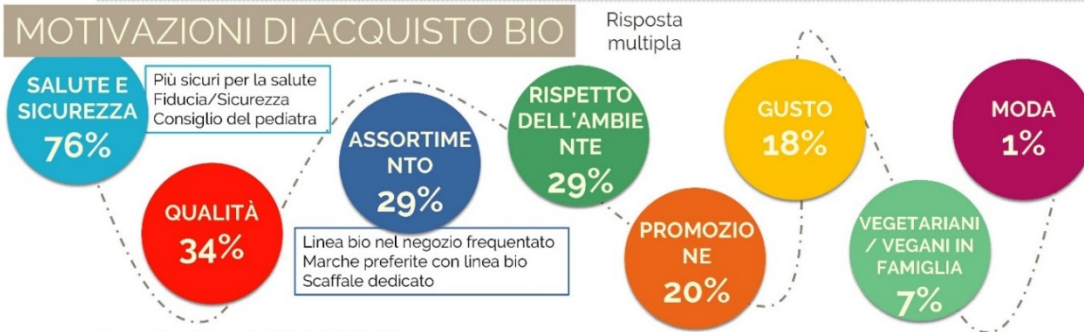 MOTIVAZIONI DI ACQUISTO BIO
Risposta
multipla
SALUTE E
SICUREZZA
76%
Più sicuri per la salute
Fiducia/Sicurezza
Consiglio del pediatra
QUALITÀ
34%
ASSORTIME
NTO
29%
Linea bio nel negozio frequentato
Marche preferite con linea bio
Scaffale dedicato
RISPETTO
DELL'AMBIE
NTE
29%
PROMOZIO
NE
20%
GUSTO
18%
VEGETARIANI
/ VEGANI IN
FAMIGLIA
7%
MODA
1%